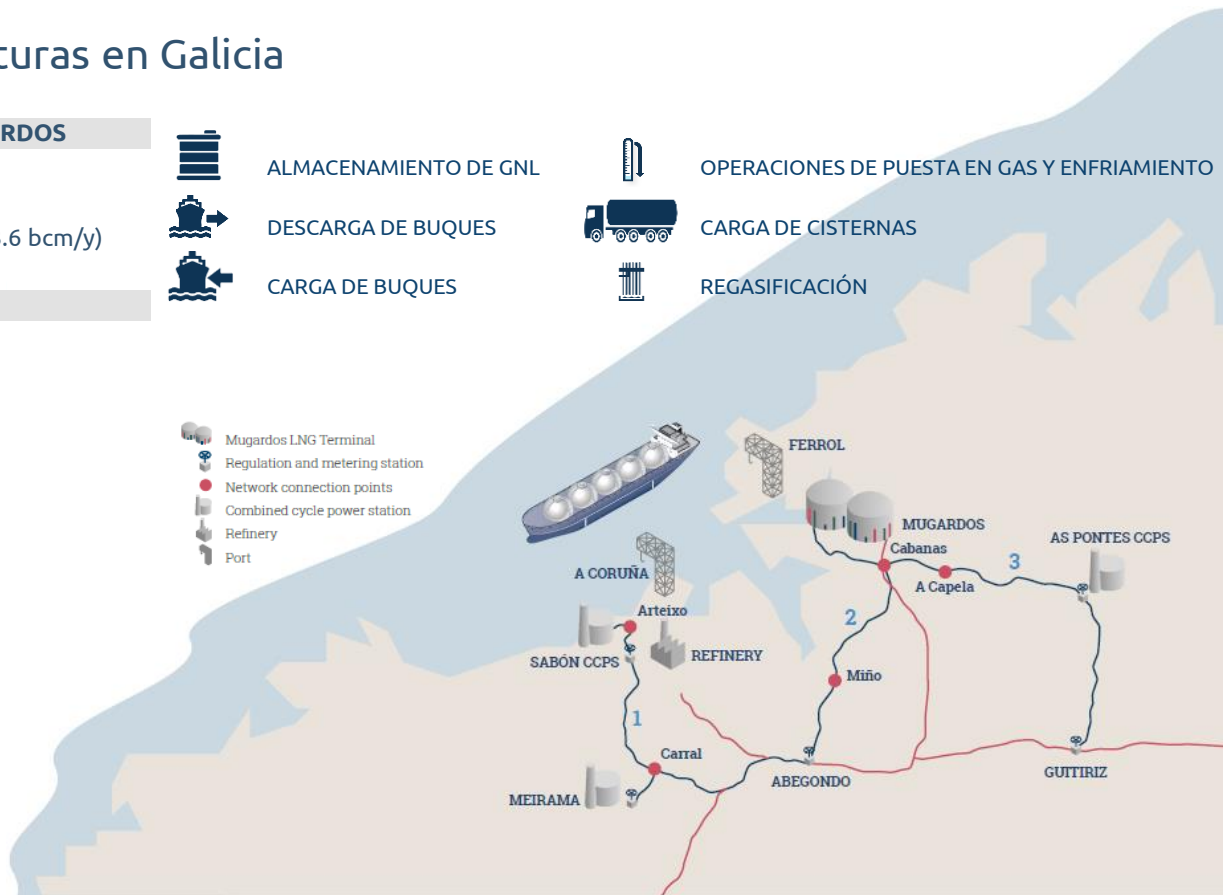 turas en Galicia
RDOS
.6 bcm/y)
ALMACENAMIENTO DE GNL
DESCARGA DE BUQUES
CARGA DE BUQUES
OPERACIONES DE PUESTA EN GAS Y ENFRIAMIENTO
CARGA DE CISTERNAS
REGASIFICACIÓN
Mugardos LNG Terminal
Regulation and metering station
Network connection points
Combined cycle power station
Refinery
Port
FERROL
MUGARDOS
Cabanas
AS PONTES CCPS
3
A Capela
A CORUÑA
Arteixo
2
SABÓN CCPS
REFINERY
Miño
1
Carral
ABEGONDO
GUITIRIZ
MEIRAMA